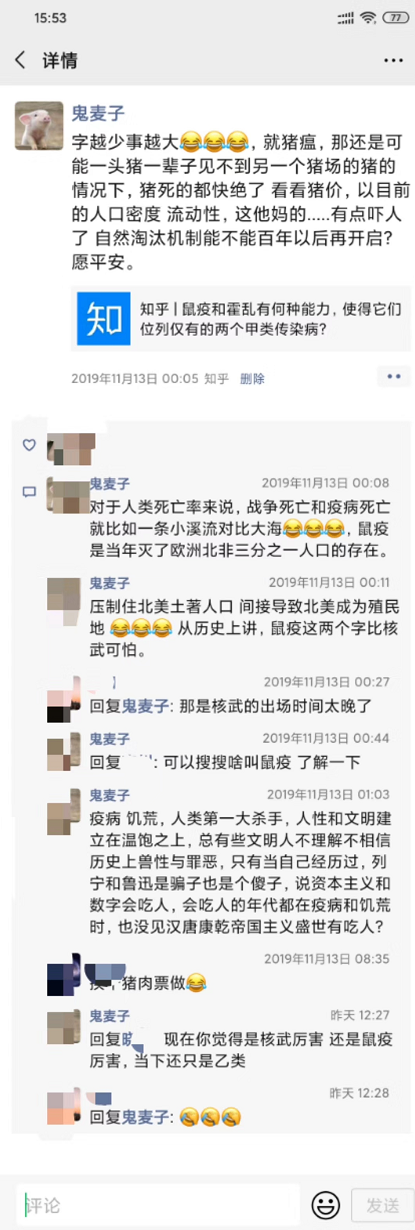 15:53
77
详情
鬼麦子
字越少事越大😂😂😂，就猪瘟，那还是可
能一头猪一辈子见不到另一个猪场的猪的
情况下，猪死的都快绝了 看看猪价，以目前
的人口密度 流动性，这他妈的.....有点吓人
了 自然淘汰机制能不能百年以后再开启？
愿平安。
知
知乎 | 鼠疫和霍乱有何种能力，使得它们
位列仅有的两个甲类传染病？
2019年11月13日 00:05 知乎 删除
鬼麦子 2019年11月13日 00:08
对于人类死亡率来说，战争死亡和疫病死亡
就比如一条小溪流对比大海😂😂😂，鼠疫
是当年灭了欧洲北非三分之一人口的存在。
鬼麦子 2019年11月13日 00:11
压制住北美土著人口 间接导致北美成为殖民
地 😂😂😂 从历史上讲，鼠疫这两个字比核
武可怕。
2019年11月13日 00:27
回复鬼麦子: 那是核武的出场时间太晚了
鬼麦子 2019年11月13日 00:44
回复 : 可以搜搜啥叫鼠疫 了解一下
鬼麦子 2019年11月13日 01:03
疫病 饥荒，人类第一大杀手，人性和文明建
立在温饱之上，总有些文明人不理解不相信
历史上兽性与罪恶，只有当自己经历过，列
宁和鲁迅是骗子也是个傻子，说资本主义和
数字会吃人，会吃人的年代都在疫病和饥荒
时，也没见汉唐康乾帝国主义盛世有吃人？
2019年11月13日 08:35
，猪肉票做😂
鬼麦子 昨天 12:27
回复 现在你觉得是核武厉害 还是鼠疫
厉害，当下还只是乙类
昨天 12:28
回复鬼麦子: 🤣🤣🤣
评论 发送